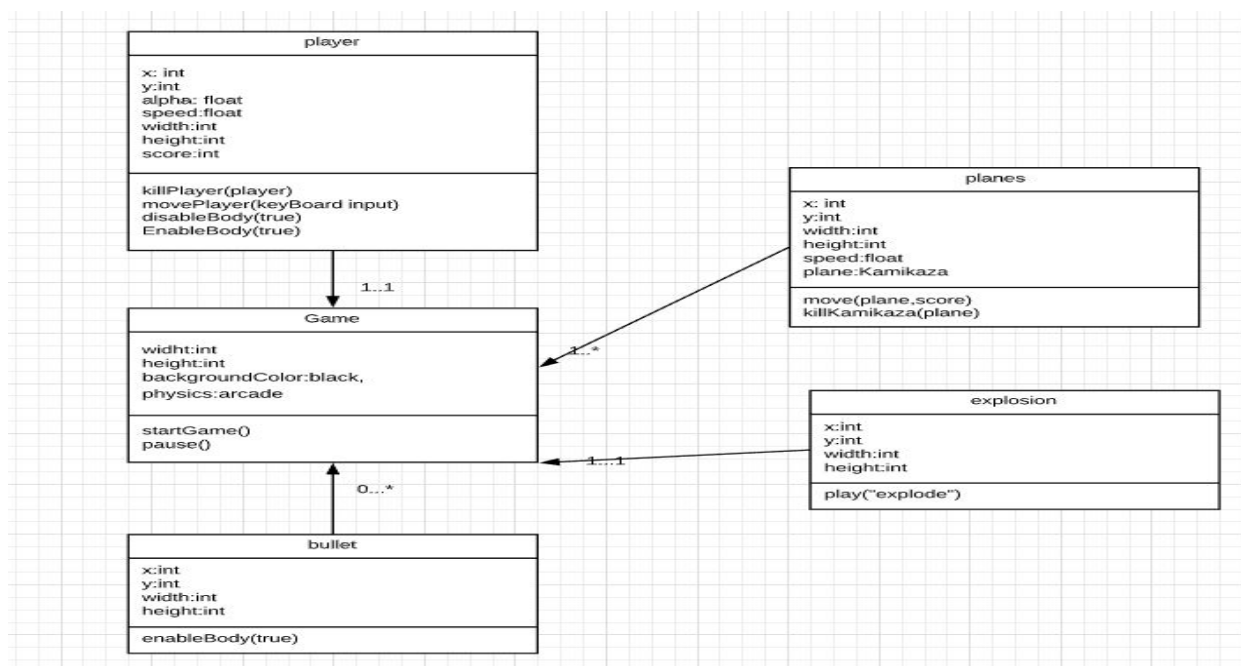 player
x: int
y:int
alpha: float
speed:float
width:int
height:int
score:int
killPlayer(player)
movePlayer(keyBoard input)
disableBody(true)
EnableBody(true)
1..1
Game
widht:int
height:int
backgroundColor:black,
physics:arcade
startGame()
pause()
0...*
bullet
x:int
y:int
width:int
height:int
enableBody(true)
planes
x: int
y:int
width:int
height:int
speed:float
plane:Kamikaza
move(plane,score)
killKamikaza(plane)
1..*
explosion
x:int
y:int
width:int
height:int
play("explode")
1...1